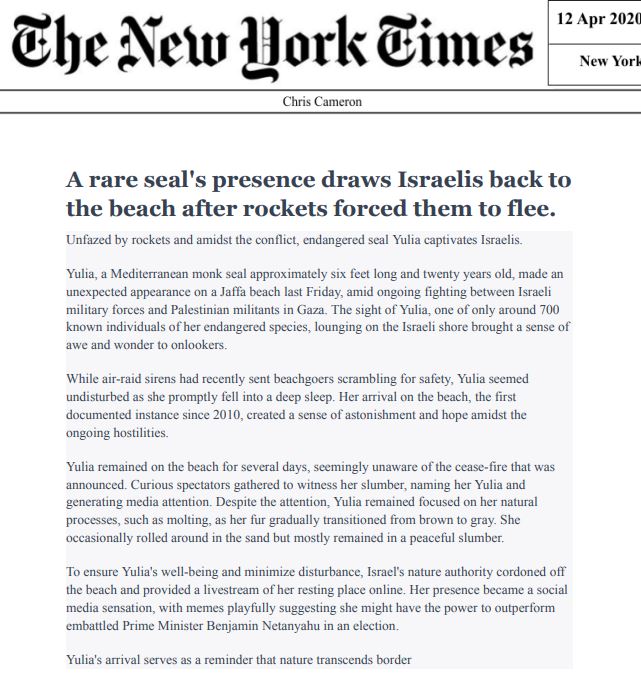 The New York Times
12 Apr 2020
New York
Chris Cameron
A rare seal's presence draws Israelis back to
the beach after rockets forced them to flee.
Unfazed by rockets and amidst the conflict, endangered seal Yulia captivates Israelis.
Yulia, a Mediterranean monk seal approximately six feet long and twenty years old, made an
unexpected appearance on a Jaffa beach last Friday, amid ongoing fighting between Israeli
military forces and Palestinian militants in Gaza. The sight of Yulia, one of only around 700
known individuals of her endangered species, lounging on the Israeli shore brought a sense of
awe and wonder to onlookers.
While air-raid sirens had recently sent beachgoers scrambling for safety, Yulia seemed
undisturbed as she promptly fell into a deep sleep. Her arrival on the beach, the first
documented instance since 2010, created a sense of astonishment and hope amidst the
ongoing hostilities.
Yulia remained on the beach for several days, seemingly unaware of the cease-fire that was
announced. Curious spectators gathered to witness her slumber, naming her Yulia and
generating media attention. Despite the attention, Yulia remained focused on her natural
processes, such as molting, as her fur gradually transitioned from brown to gray. She
occasionally rolled around in the sand but mostly remained in a peaceful slumber.
To ensure Yulia's well-being and minimize disturbance, Israel's nature authority cordoned off
the beach and provided a livestream of her resting place online. Her presence became a social
media sensation, with memes playfully suggesting she might have the power to outperform
embattled Prime Minister Benjamin Netanyahu in an election.
Yulia's arrival serves as a reminder that nature transcends border